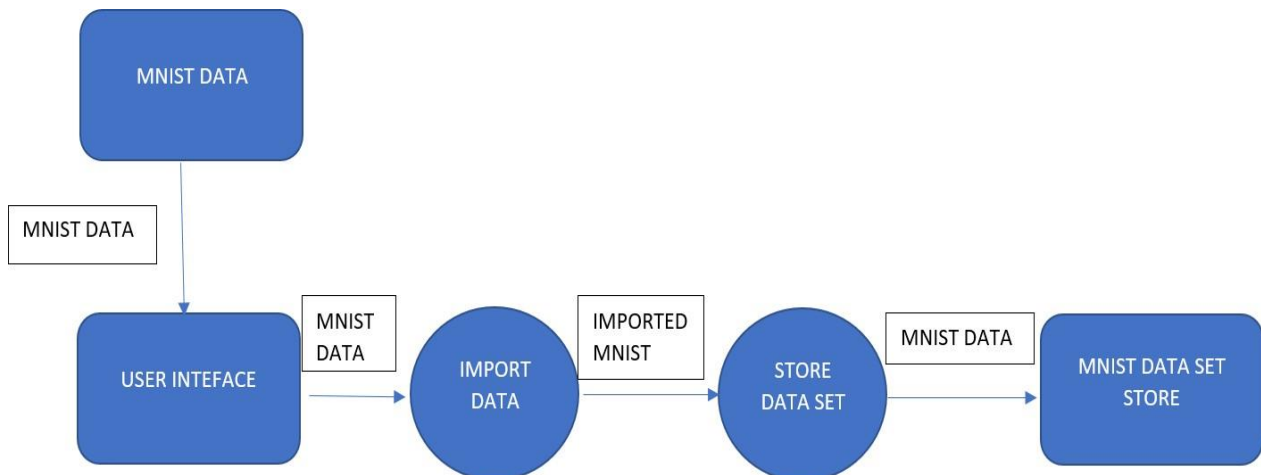 MNIST DATA
MNIST DATA
USER INTEFACE
MNIST
DATA
IMPORT
DATA
IMPORTED
MNIST
STORE
DATA SET
MNIST DATA
MNIST DATA SET
STORE